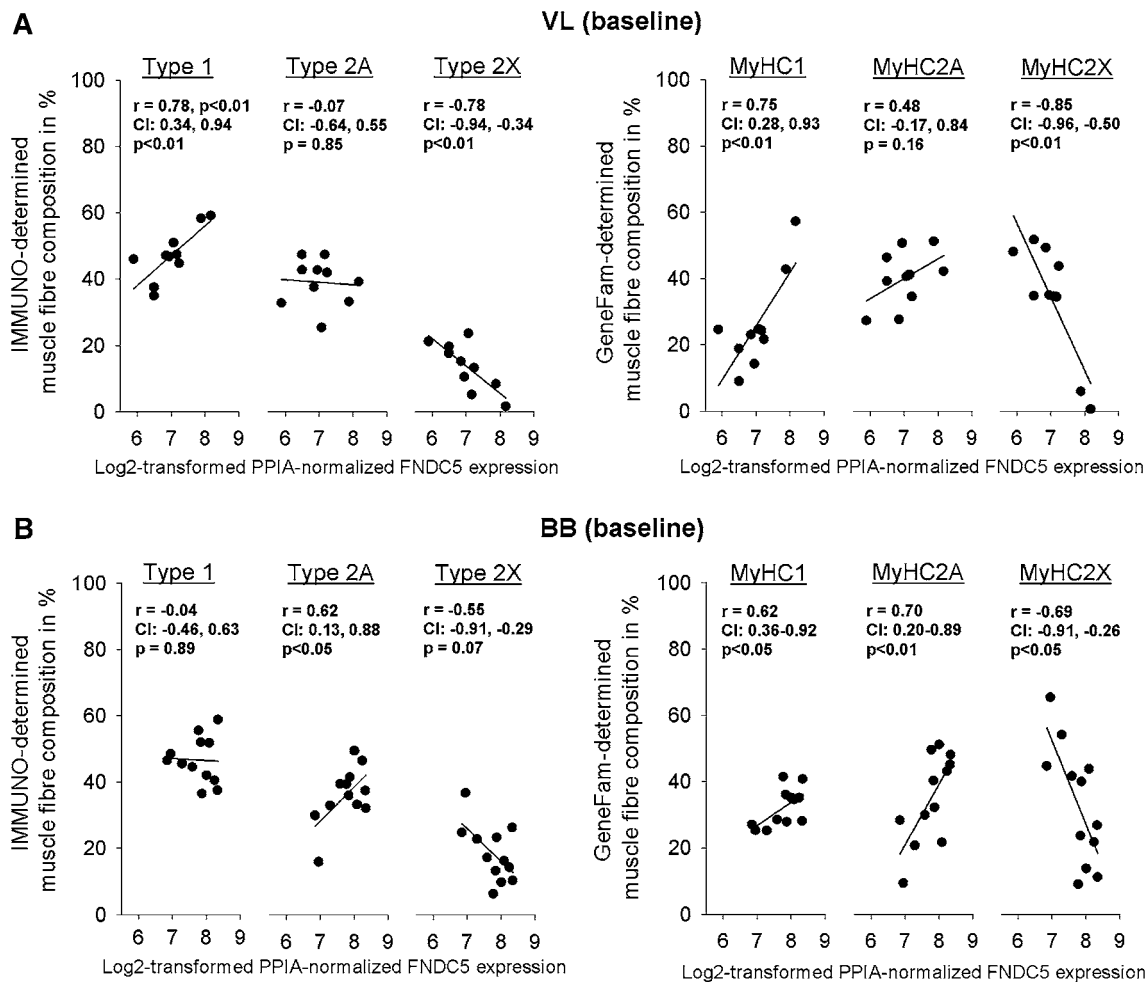 A
VL (baseline)
Type 1
Type 2A
Type 2X
r = 0.78, p<0.01
CI: 0.34, 0.94
p<0.01
r = -0.07
CI: -0.64, 0.55
p = 0.85
r = -0.78
CI: -0.94, -0.34
p<0.01
IMMUNO-determined
muscle fibre composition in %
100
80
60
40
20
0
6 7 8 9
6 7 8 9
6 7 8 9
Log2-transformed PPIA-normalized FNDC5 expression
MyHC1
MyHC2A
MyHC2X
r = 0.75
CI: 0.28, 0.93
p<0.01
r = 0.48
CI: -0.17, 0.84
p = 0.16
r = -0.85
CI: -0.96, -0.50
p<0.01
GeneFam-determined
muscle fibre composition in %
100
80
60
40
20
0
6 7 8 9
6 7 8 9
6 7 8 9
Log2-transformed PPIA-normalized FNDC5 expression
B
BB (baseline)
Type 1
Type 2A
Type 2X
r = -0.04
CI: -0.46, 0.63
p = 0.89
r = 0.62
CI: 0.13, 0.88
p<0.05
r = -0.55
CI: -0.91, -0.29
p = 0.07
IMMUNO-determined
muscle fibre composition in %
100
80
60
40
20
0
6 7 8 9
6 7 8 9
6 7 8 9
Log2-transformed PPIA-normalized FNDC5 expression
MyHC1
MyHC2A
MyHC2X
r = 0.62
CI: 0.36-0.92
p<0.05
r = 0.70
CI: 0.20-0.89
p<0.01
r = -0.69
CI: -0.91, -0.26
p<0.05
GeneFam-determined
muscle fibre composition in %
100
80
60
40
20
0
6 7 8 9
6 7 8 9
6 7 8 9
Log2-transformed PPIA-normalized FNDC5 expression